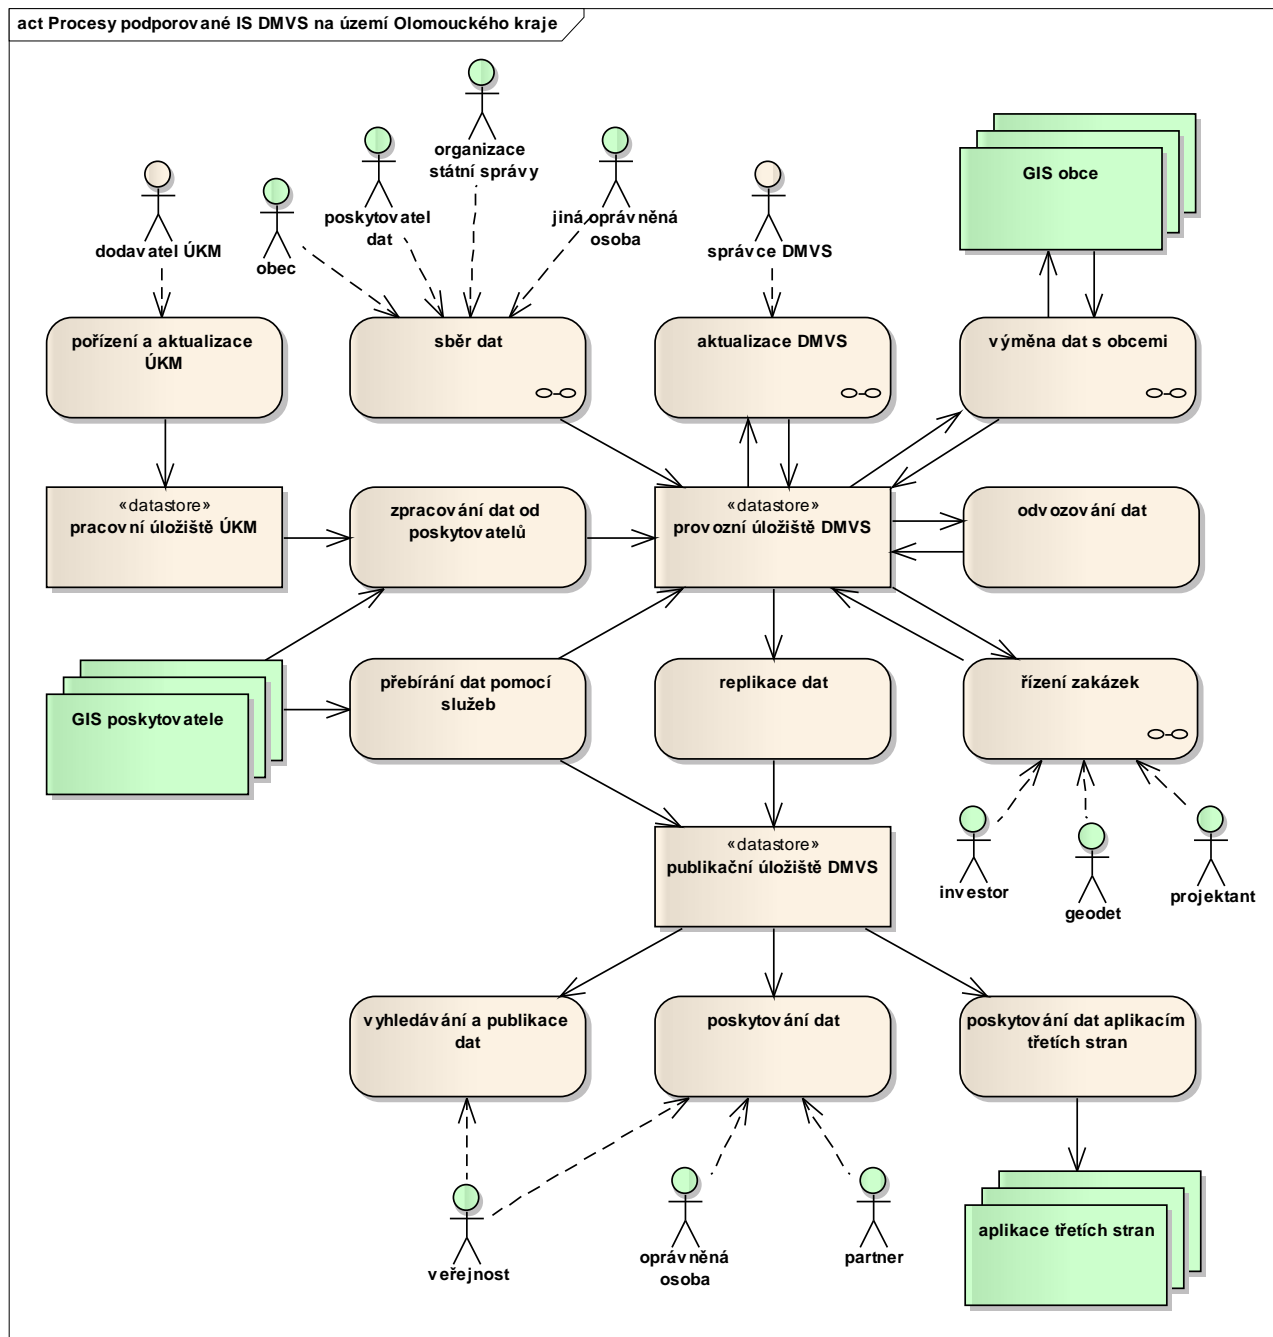 act Procesy podporované IS DMVS na území Olomouckého kraje
organizace
státní správy
poskytovatel
dat
jiná oprávněná
osoba
dodavatel ÚKM
obec
správce DMVS
GIS obce
pořízení a aktualizace
ÚKM
sběr dat
aktualizace DMVS
výměna dat s obcemi
«datastore»
pracovní úložiště ÚKM
zpracování dat od
poskytovatelů
«datastore»
provozní úložiště DMVS
odvozování dat
GIS poskytovatele
přebírání dat pomocí
služeb
replikace dat
řízení zakázek
«datastore»
publikační úložiště DMVS
investor
geodet
projektant
vyhledávání a publikace
dat
poskytování dat
poskytování dat aplikacím
třetích stran
veřejnost
oprávněná
osoba
partner
aplikace třetích stran